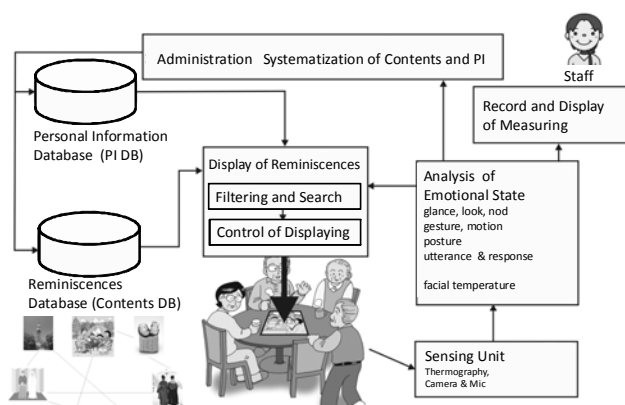 Administration Systematization of Contents and PI
Staff
Personal Information
Database (PI DB)
Record and Display
of Measuring
Display of Reminiscences
Filtering and Search
Control of Displaying
Analysis of
Emotional State
glance, look, nod
gesture, motion
posture
utterance & response
facial temperature
Reminiscences
Database (Contents DB)
Sensing Unit
Thermography,
Camera & Mic